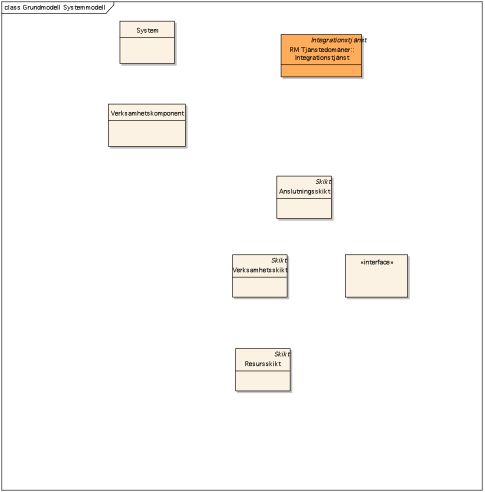 class Grundmodell Systemmodell
System
Integrationstjänst
RM Tjänstedomäner::
Integrationstjänst
Verksamhetskomponent
Skikt
Anslutningsskikt
Skikt
Verksamhetsskikt
«interface»
Skikt
Resursskikt